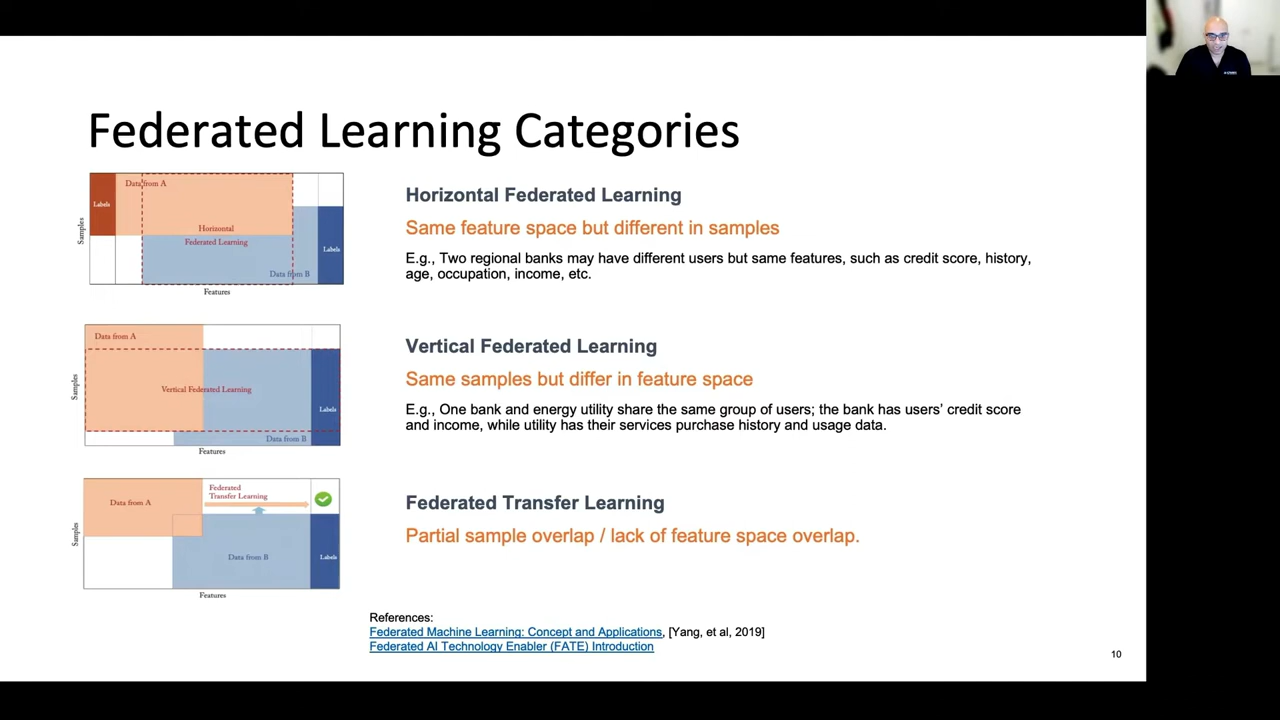 Federated Learning Categories
Data from A
Labels
Samples
Horizontal
Federated Learning
Labels
Data from B
Features
Horizontal Federated Learning
Same feature space but different in samples
E.g., Two regional banks may have different users but same features, such as credit score, history,
age, occupation, income, etc.
Data from A
Samples
Vertical Federated Learning
Labels
Data from B
Features
Vertical Federated Learning
Same samples but differ in feature space
E.g., One bank and energy utility share the same group of users; the bank has users’ credit score
and income, while utility has their services purchase history and usage data.
Data from A
Federated
Transfer Learning
Samples
Data from B
Labels
Features
Federated Transfer Learning
Partial sample overlap / lack of feature space overlap.
References:
Federated Machine Learning: Concept and Applications, [Yang, et al, 2019]
Federated AI Technology Enabler (FATE) Introduction
10